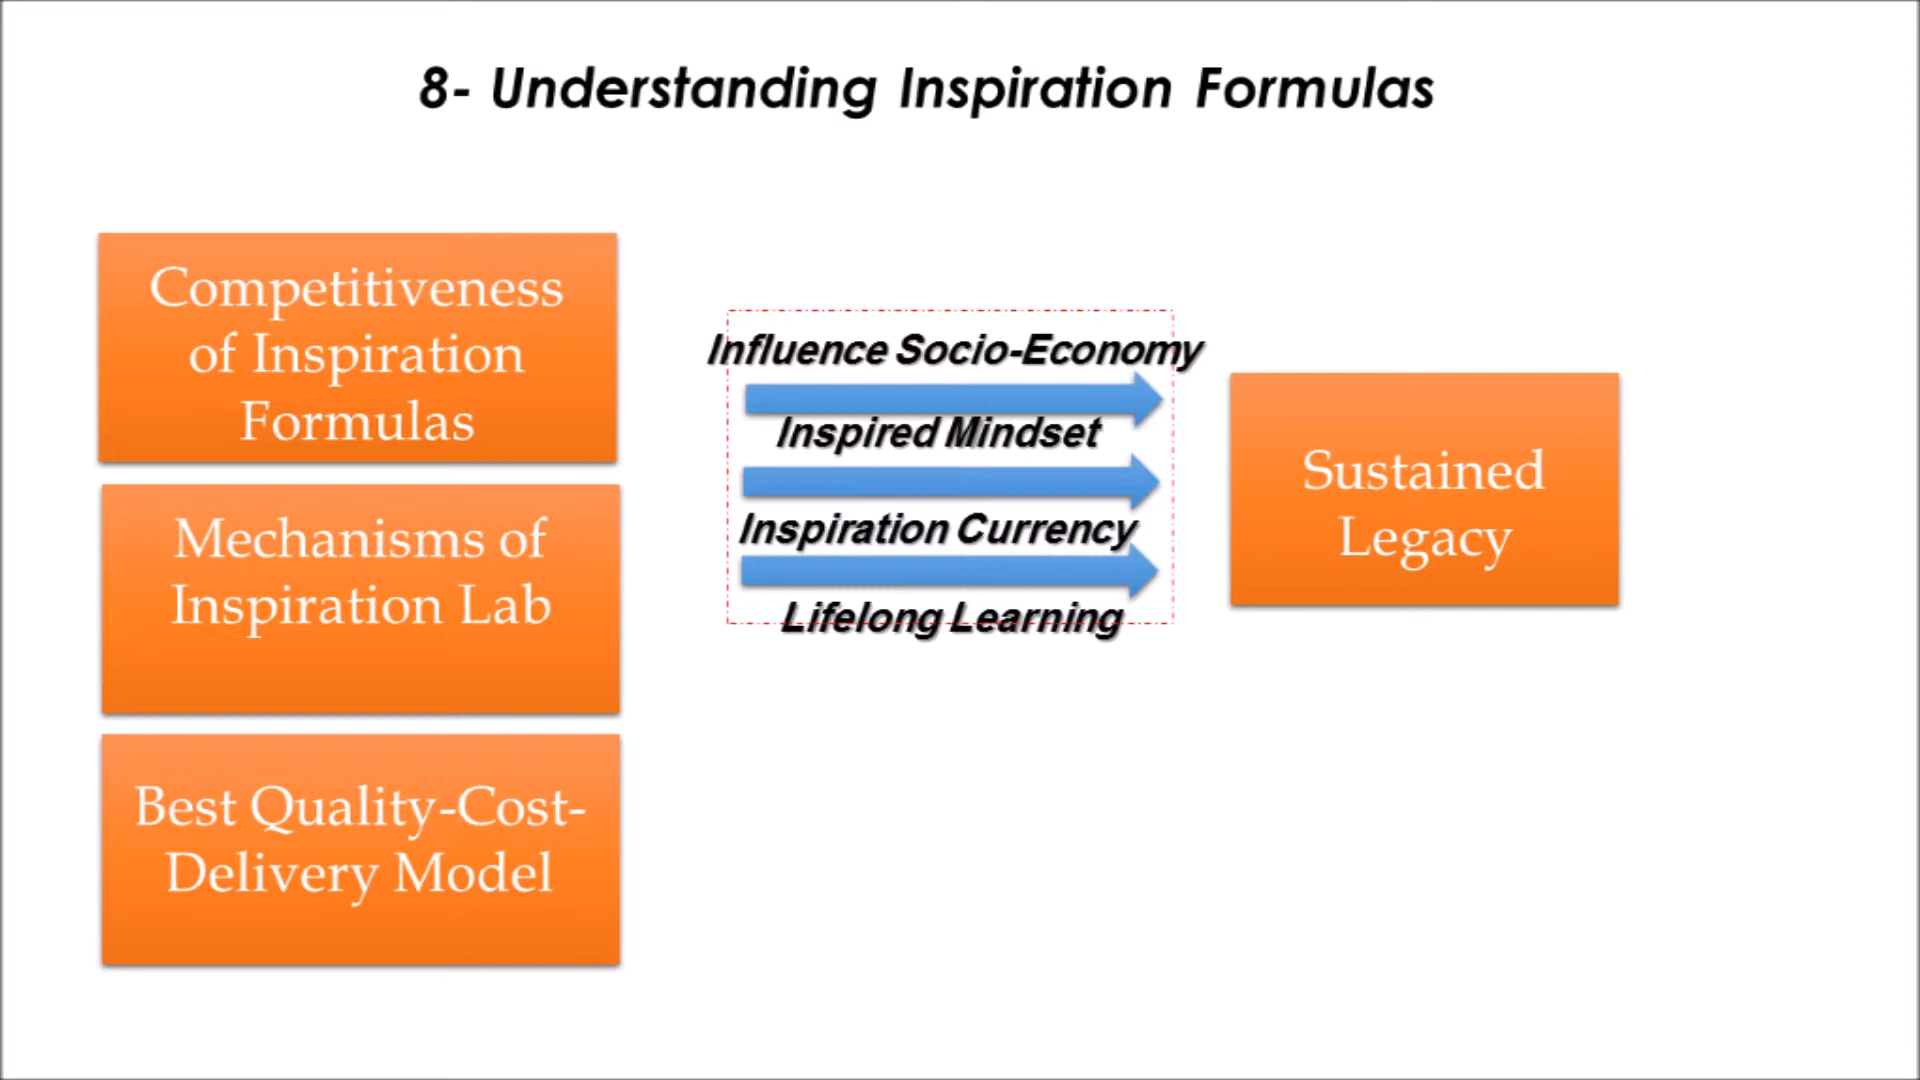 8- Understanding Inspiration Formulas
Competitiveness
of Inspiration
Formulas
Mechanisms of
Inspiration Lab
Best Quality-Cost-
Delivery Model
Influence Socio-Economy
Inspired Mindset
Inspiration Currency
Lifelong Learning
Sustained
Legacy